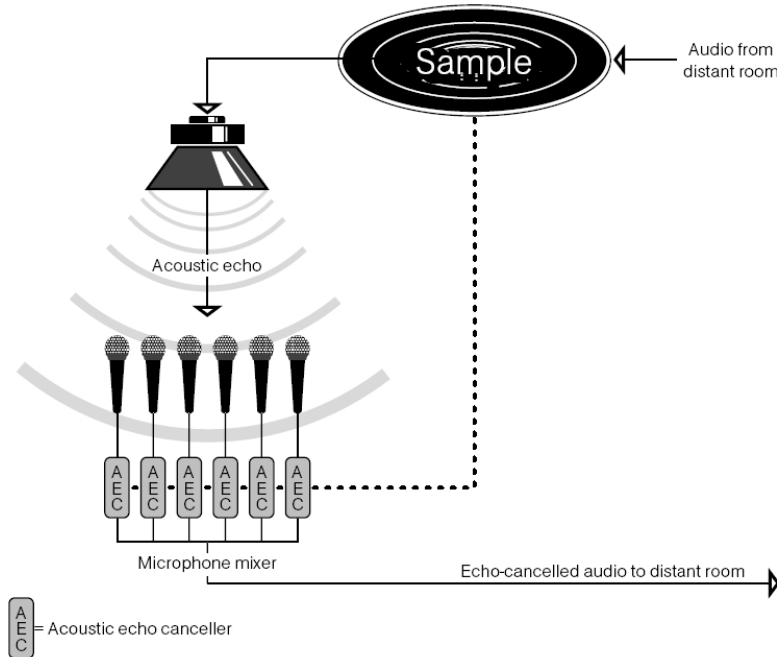 Sample
Audio from
distant room
Acoustic echo
A
E
C
A
E
C
A
E
C
A
E
C
A
E
C
A
E
C
Microphone mixer
Echo-cancelled audio to distant room
A
E
C
= Acoustic echo canceller